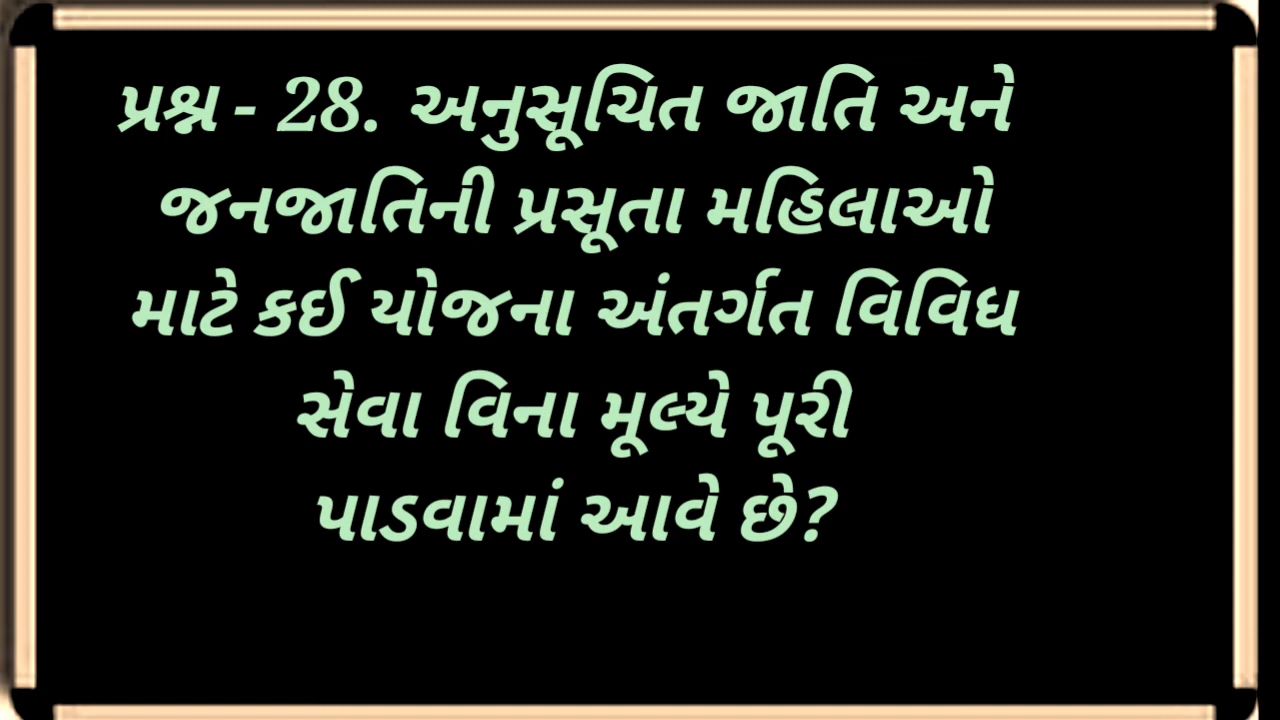 પ્રશ્ન - 28. અનુસૂચિત જાતિ અને
જનજાતિની પ્રસૂતા મહિલાઓ
માટે કઈ યોજના અંતર્ગત વિવિધ
સેવા વિના મૂલ્યે પૂરી
પાડવામાં આવે છે?